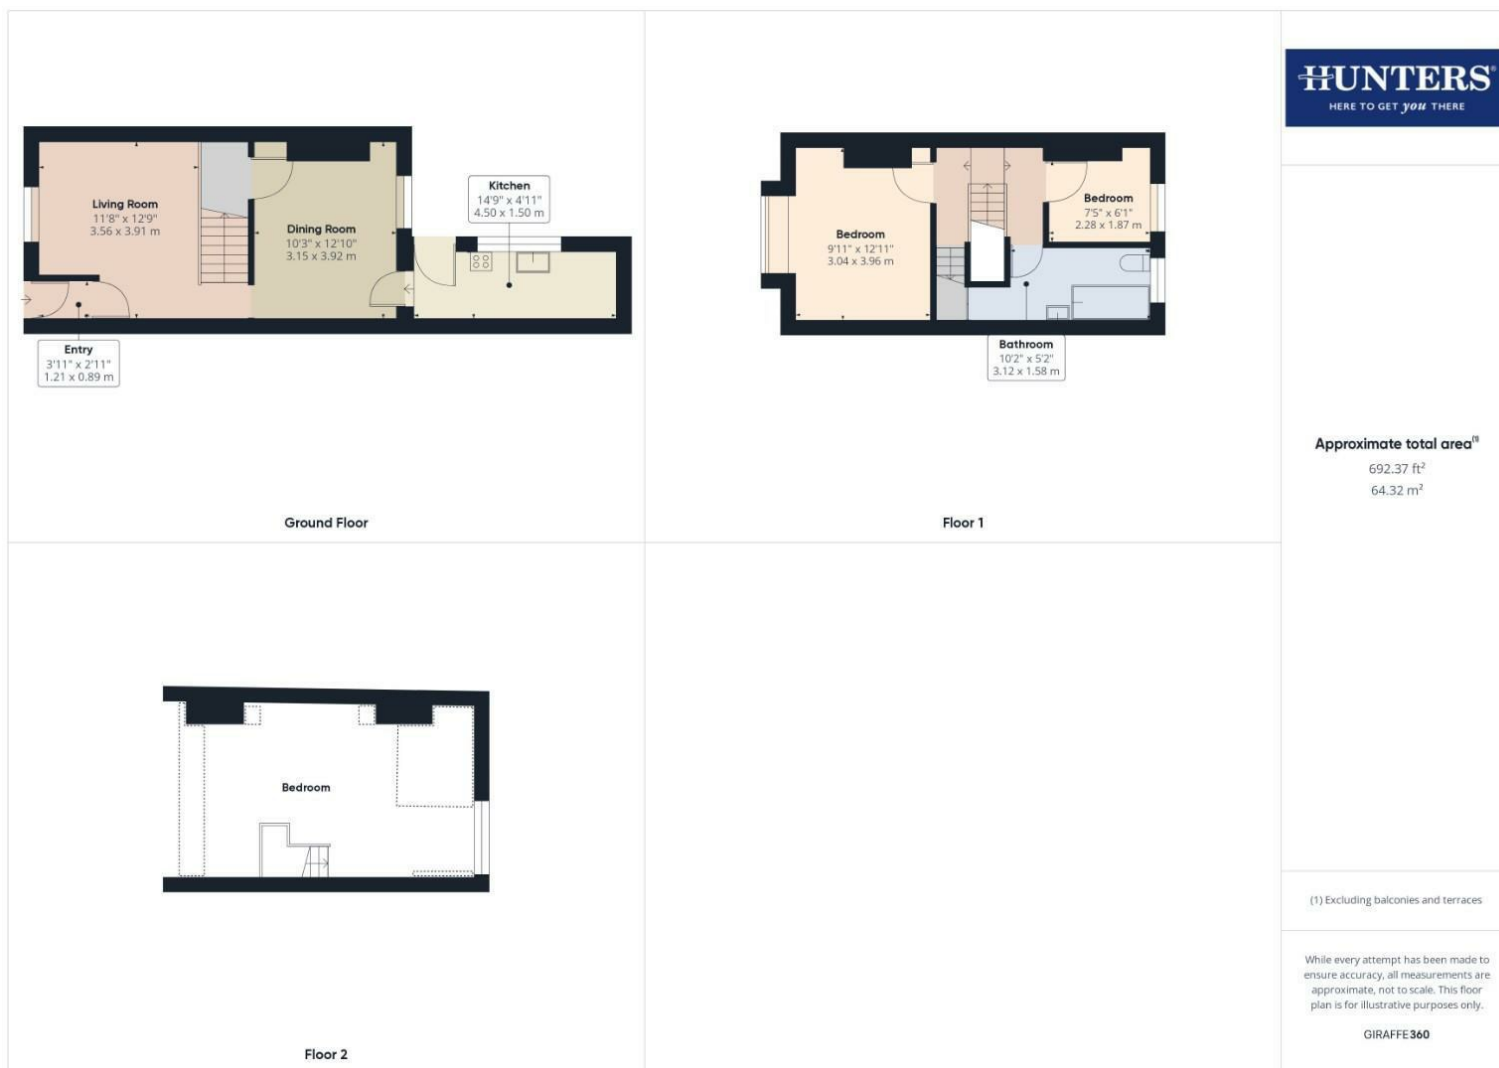 Living Room
11'8" x 12'9"
3.56 x 3.91 m
Dining Room
10'3" x 12'10"
3.15 x 3.92 m
Kitchen
14'9" x 4'11"
4.50 x 1.50 m
Entry
3'11" x 2'11"
1.21 x 0.89 m
Ground Floor
Bedroom
9'11" x 12'11"
3.04 x 3.96 m
Bedroom
7'5" x 6'1"
2.28 x 1.87 m
Bathroom
10'2" x 5'2"
3.12 x 1.58 m
Floor 1
Bedroom
Floor 2
HUNTERS®
HERE TO GET you THERE
Approximate total area(1)
692.37 ft²
64.32 m²
(1) Excluding balconies and terraces
While every attempt has been made to
ensure accuracy, all measurements are
approximate, not to scale. This floor
plan is for illustrative purposes only.
GIRAFFE360